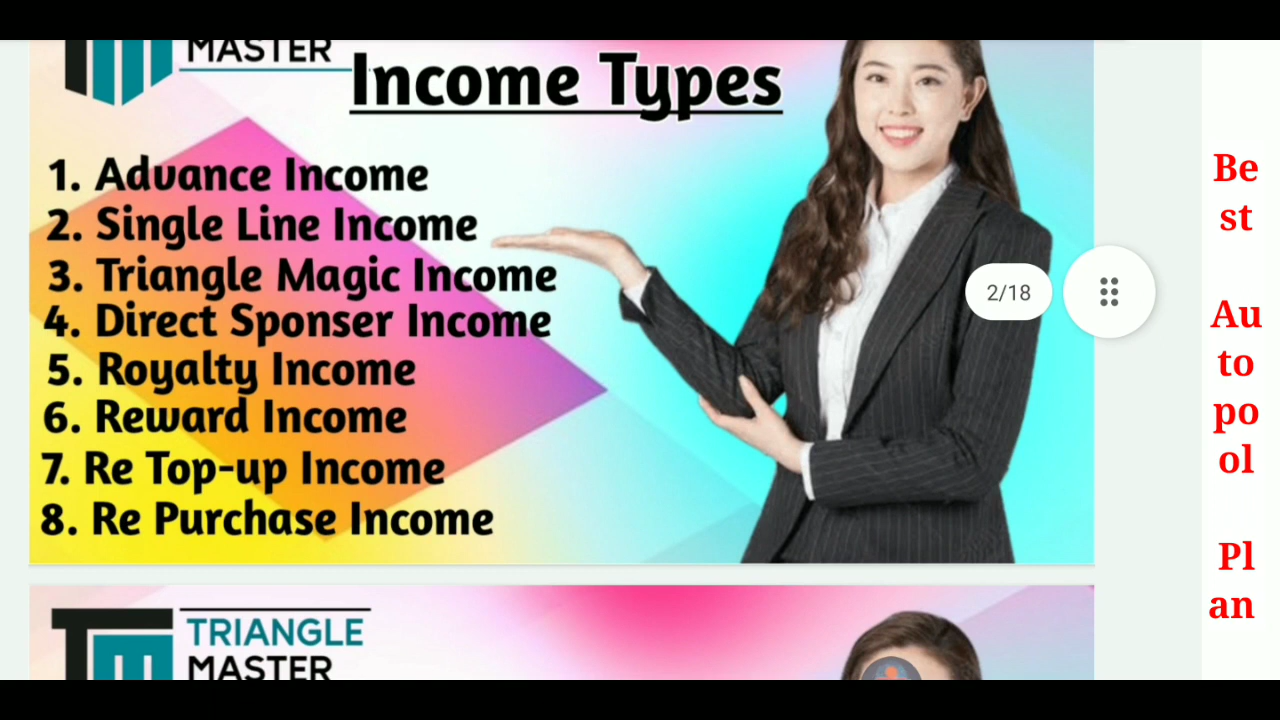 MASTER
Income Types
1. Advance Income
2. Single Line Income
3. Triangle Magic Income
4. Direct Sponser Income
5. Royalty Income
6. Reward Income
7. Re Top-up Income
8. Re Purchase Income
2/18
TRIANGLE
MASTER
Be
st
Au
to
po
ol
Pl
an